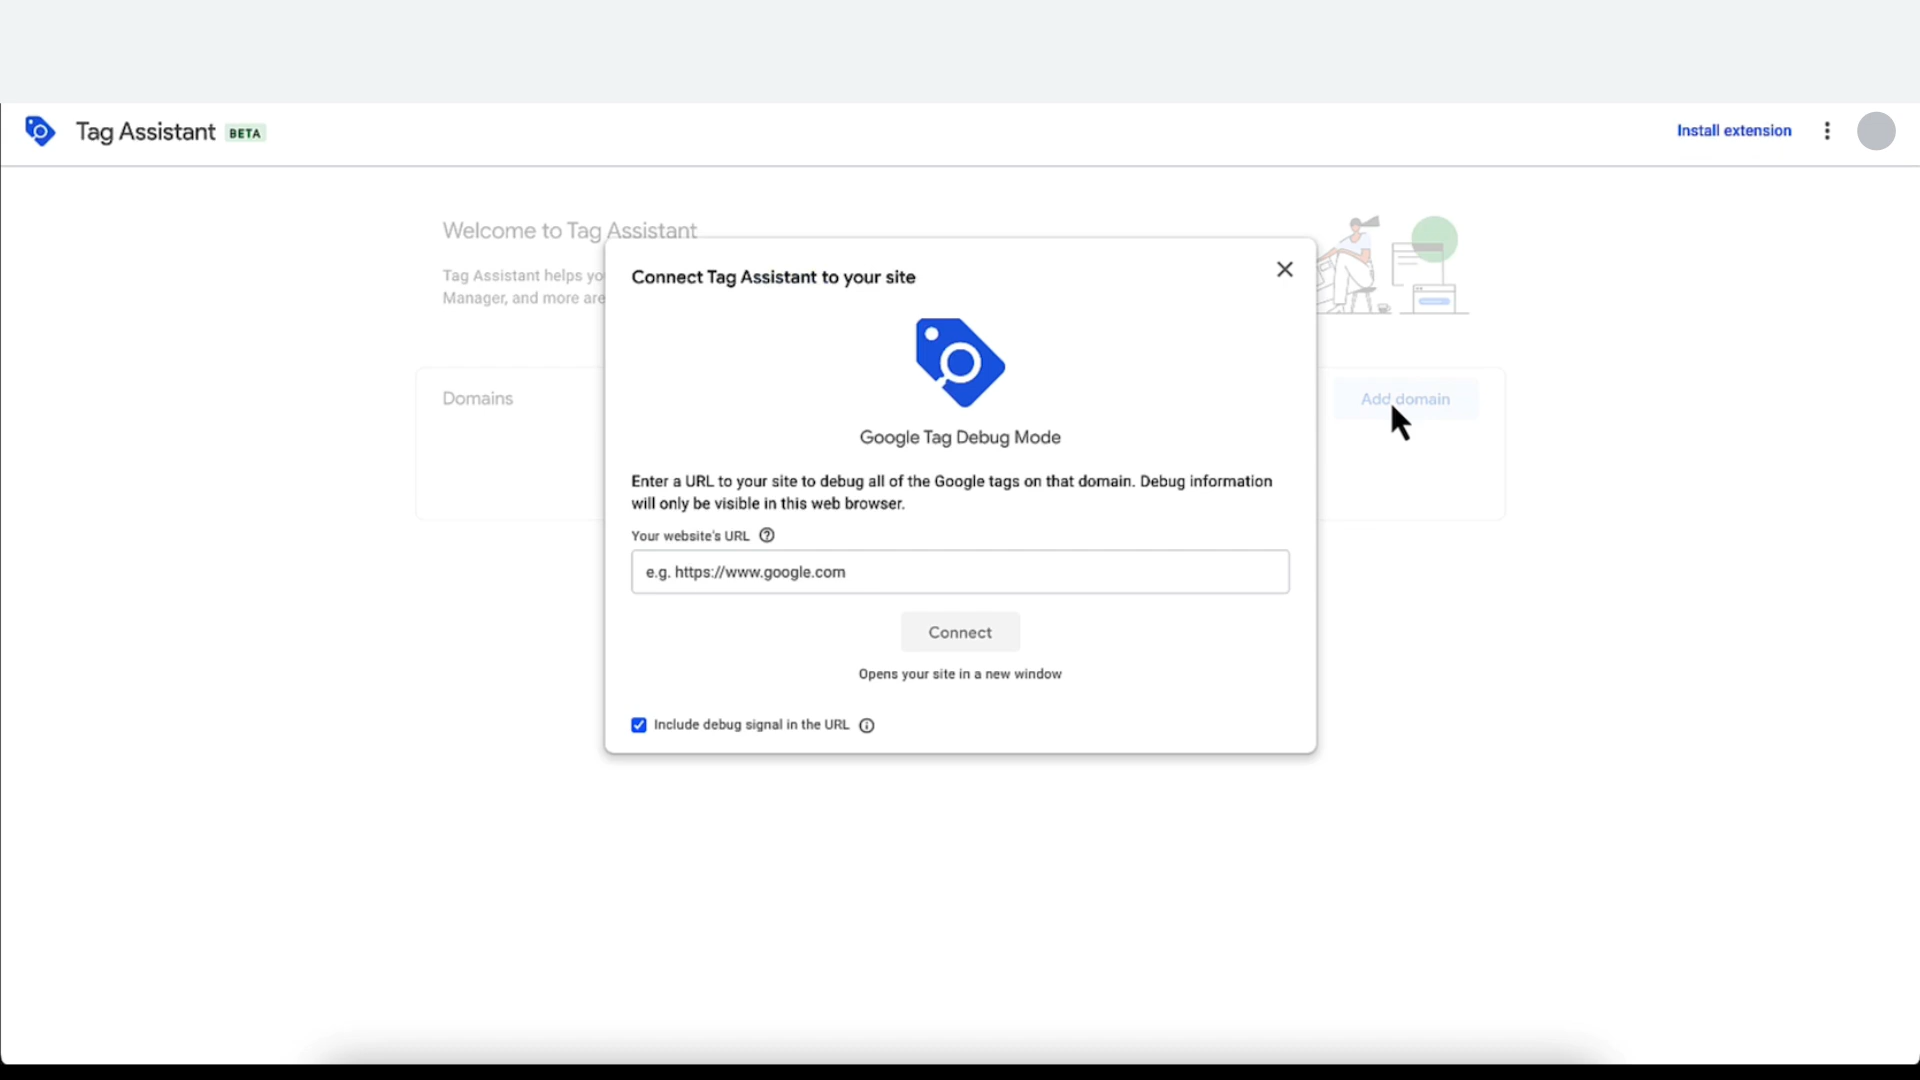 Tag Assistant BETA
Install extension
Welcome to Tag Assistant
Tag Assistant helps yo
Manager, and more are
Domains
Add domain
Connect Tag Assistant to your site
Google Tag Debug Mode
Enter a URL to your site to debug all of the Google tags on that domain. Debug information
will only be visible in this web browser.
Your website's URL
e.g. https://www.google.com
Connect
Opens your site in a new window
Include debug signal in the URL